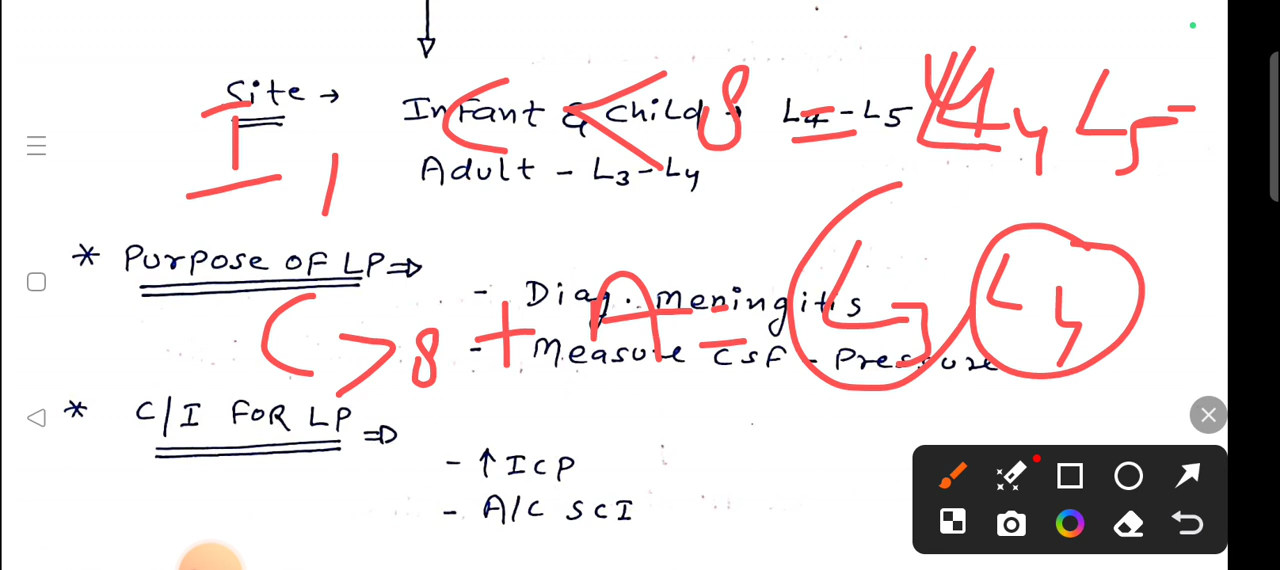 Site → Infant & Child - L4-L5
I, C < 8 L4 L5 -
Adult - L3-L4
* Purpose OF LP ⇒
- Diag. meningitis
C > 8 + A = L3 L4
- Measure CSF - Pressure
* C/I FOR LP ⇒
- ↑ ICP
- A/C SCI